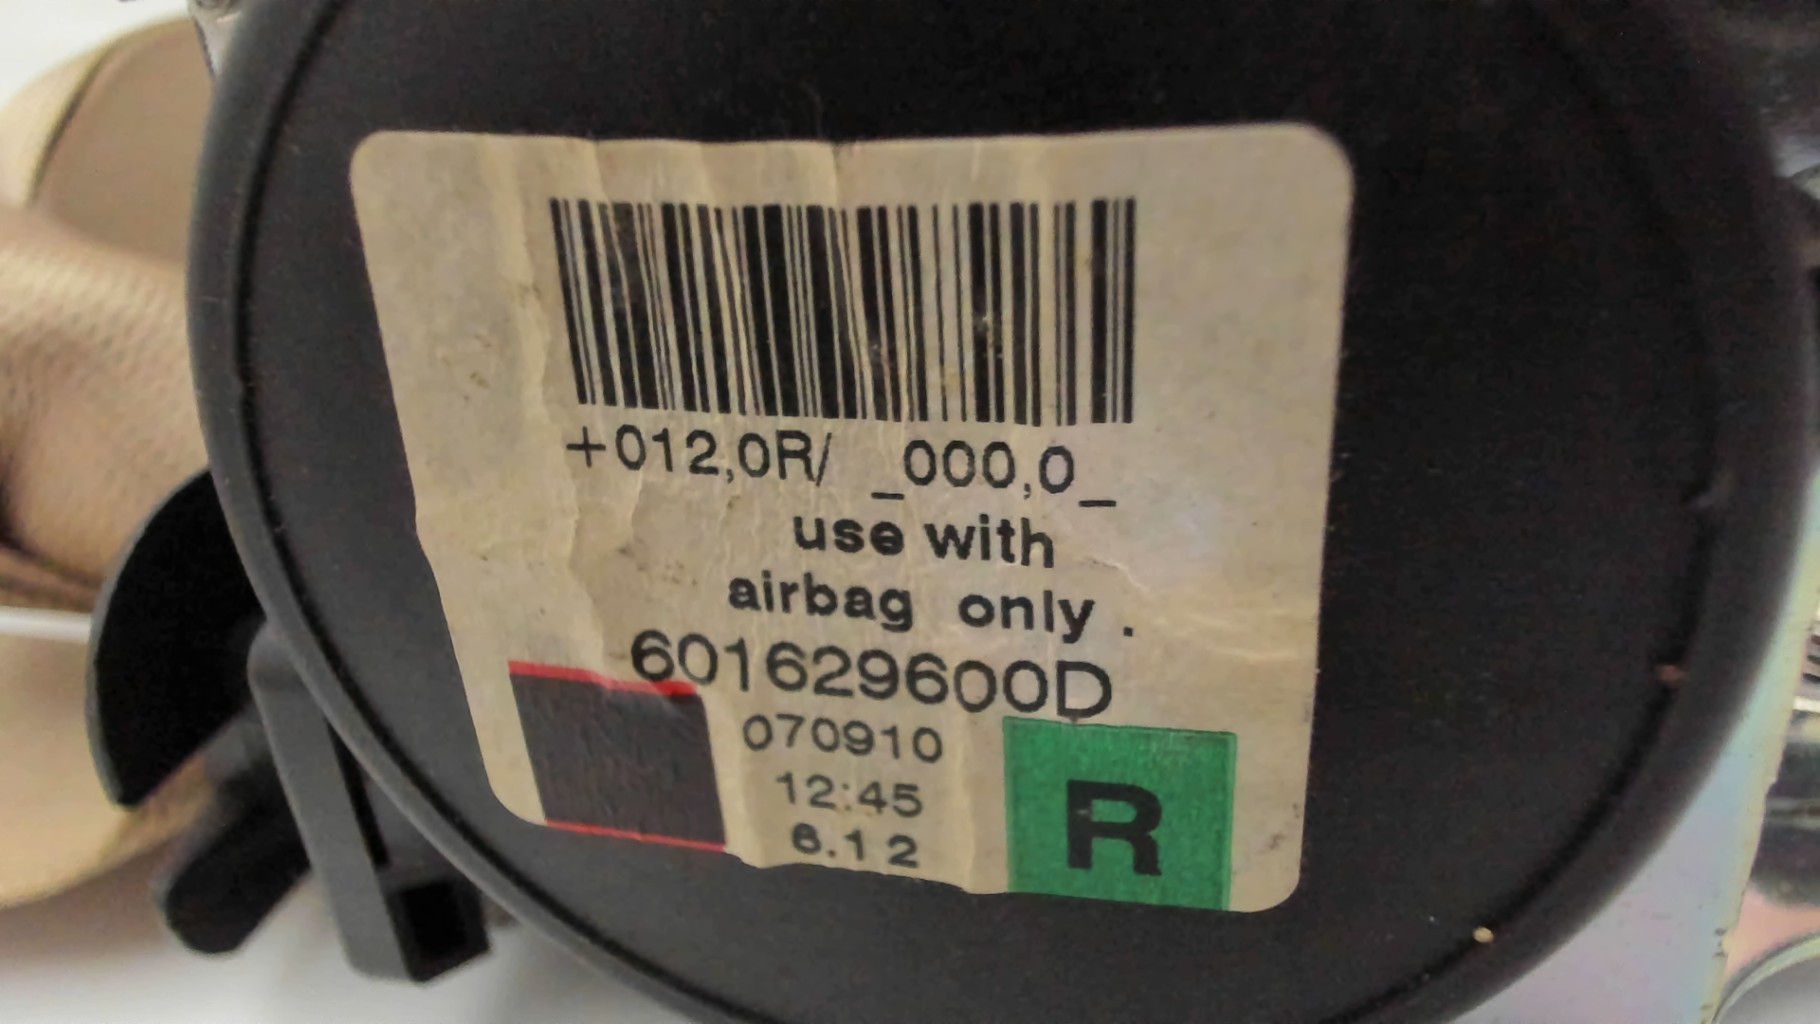 +012,0R/ _000,0_
use with
airbag only .
601629600D
070910
12:45
6.12
R